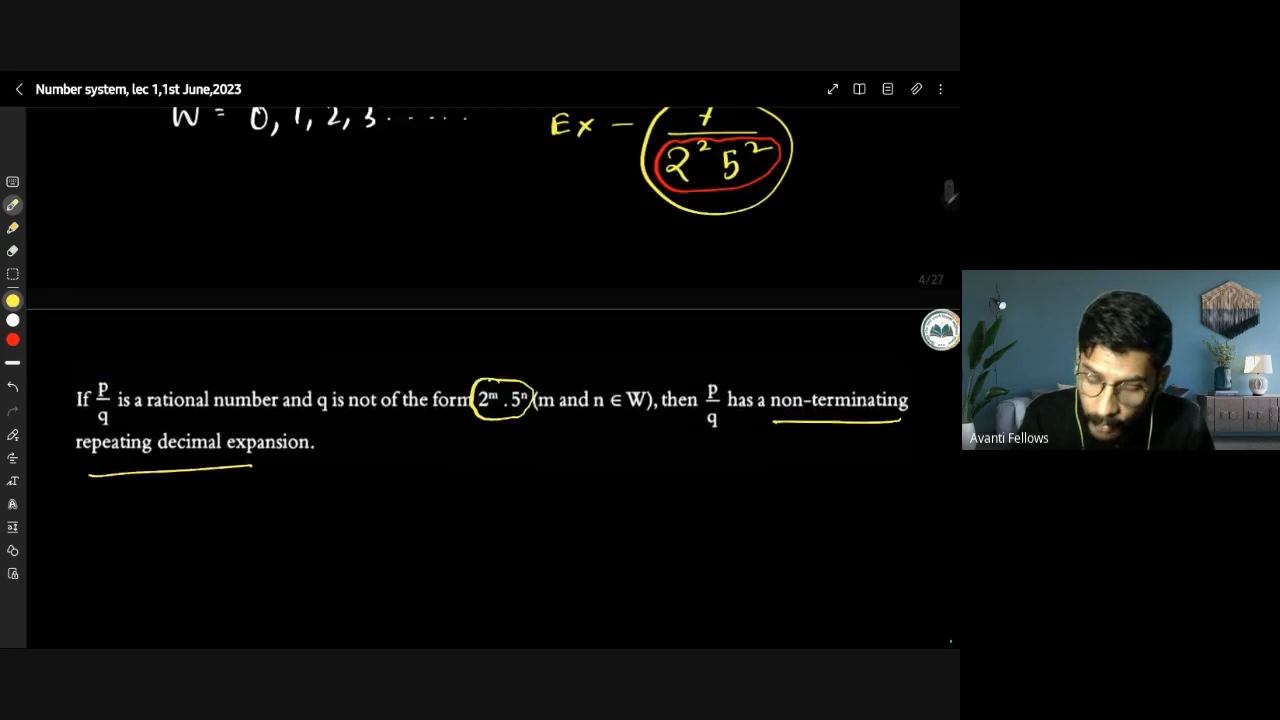 Number system, lec 1,1st June,2023
W = 0, 1, 2, 3 . . . . .
Ex -
2² 5²
4/27
If p/q is a rational number and q is not of the form 2ᵐ . 5ⁿ (m and n ∈ W), then p/q has a non-terminating
repeating decimal expansion.
Avanti Fellows